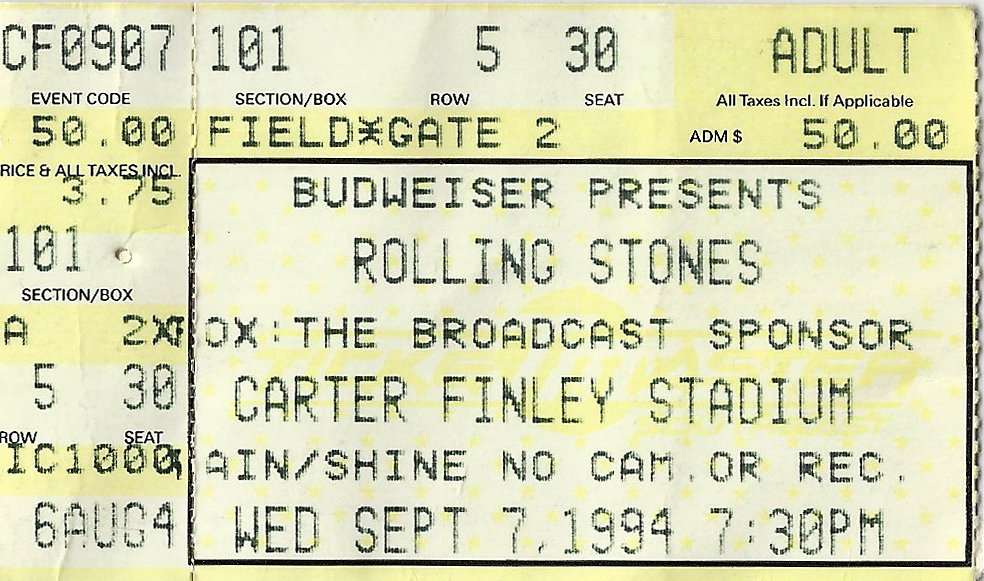 CF0907
EVENT CODE
50.00
RICE & ALL TAXES INCL.
3.75
101
SECTION/BOX
A 2X
5 30
ROW SEAT
IC1000
6AUG4
101 5 30 ADULT
SECTION/BOX ROW SEAT All Taxes Incl. If Applicable
FIELD*GATE 2 ADM $ 50.00
BUDWEISER PRESENTS
ROLLING STONES
OX:THE BROADCAST SPONSOR
CARTER FINLEY STADIUM
AIN/SHINE NO CAM.OR REC.
WED SEPT 7,1994 7:30PM